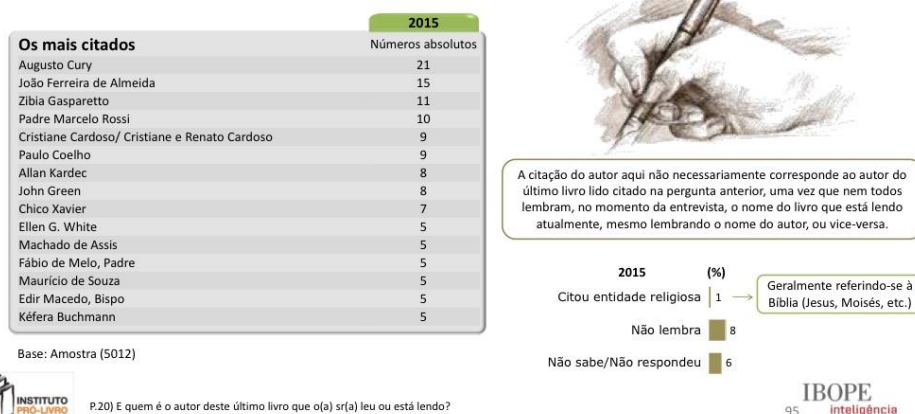 2015
Os mais citados Números absolutos
Augusto Cury 21
João Ferreira de Almeida 15
Zibia Gasparetto 11
Padre Marcelo Rossi 10
Cristiane Cardoso/ Cristiane e Renato Cardoso 9
Paulo Coelho 9
Allan Kardec 8
John Green 8
Chico Xavier 7
Ellen G. White 5
Machado de Assis 5
Fábio de Melo, Padre 5
Maurício de Souza 5
Edir Macedo, Bispo 5
Kéfera Buchmann 5
Base: Amostra (5012)
A citação do autor aqui não necessariamente corresponde ao autor do
último livro lido citado na pergunta anterior, uma vez que nem todos
lembram, no momento da entrevista, o nome do livro que está lendo
atualmente, mesmo lembrando o nome do autor, ou vice-versa.
2015 (%)
Citou entidade religiosa 1
Geralmente referindo-se à
Bíblia (Jesus, Moisés, etc.)
Não lembra 8
Não sabe/Não respondeu 6
INSTITUTO
PRÓ-LIVRO
P.20) E quem é o autor deste último livro que o(a) sr(a) leu ou está lendo?
95
IBOPE
inteligência